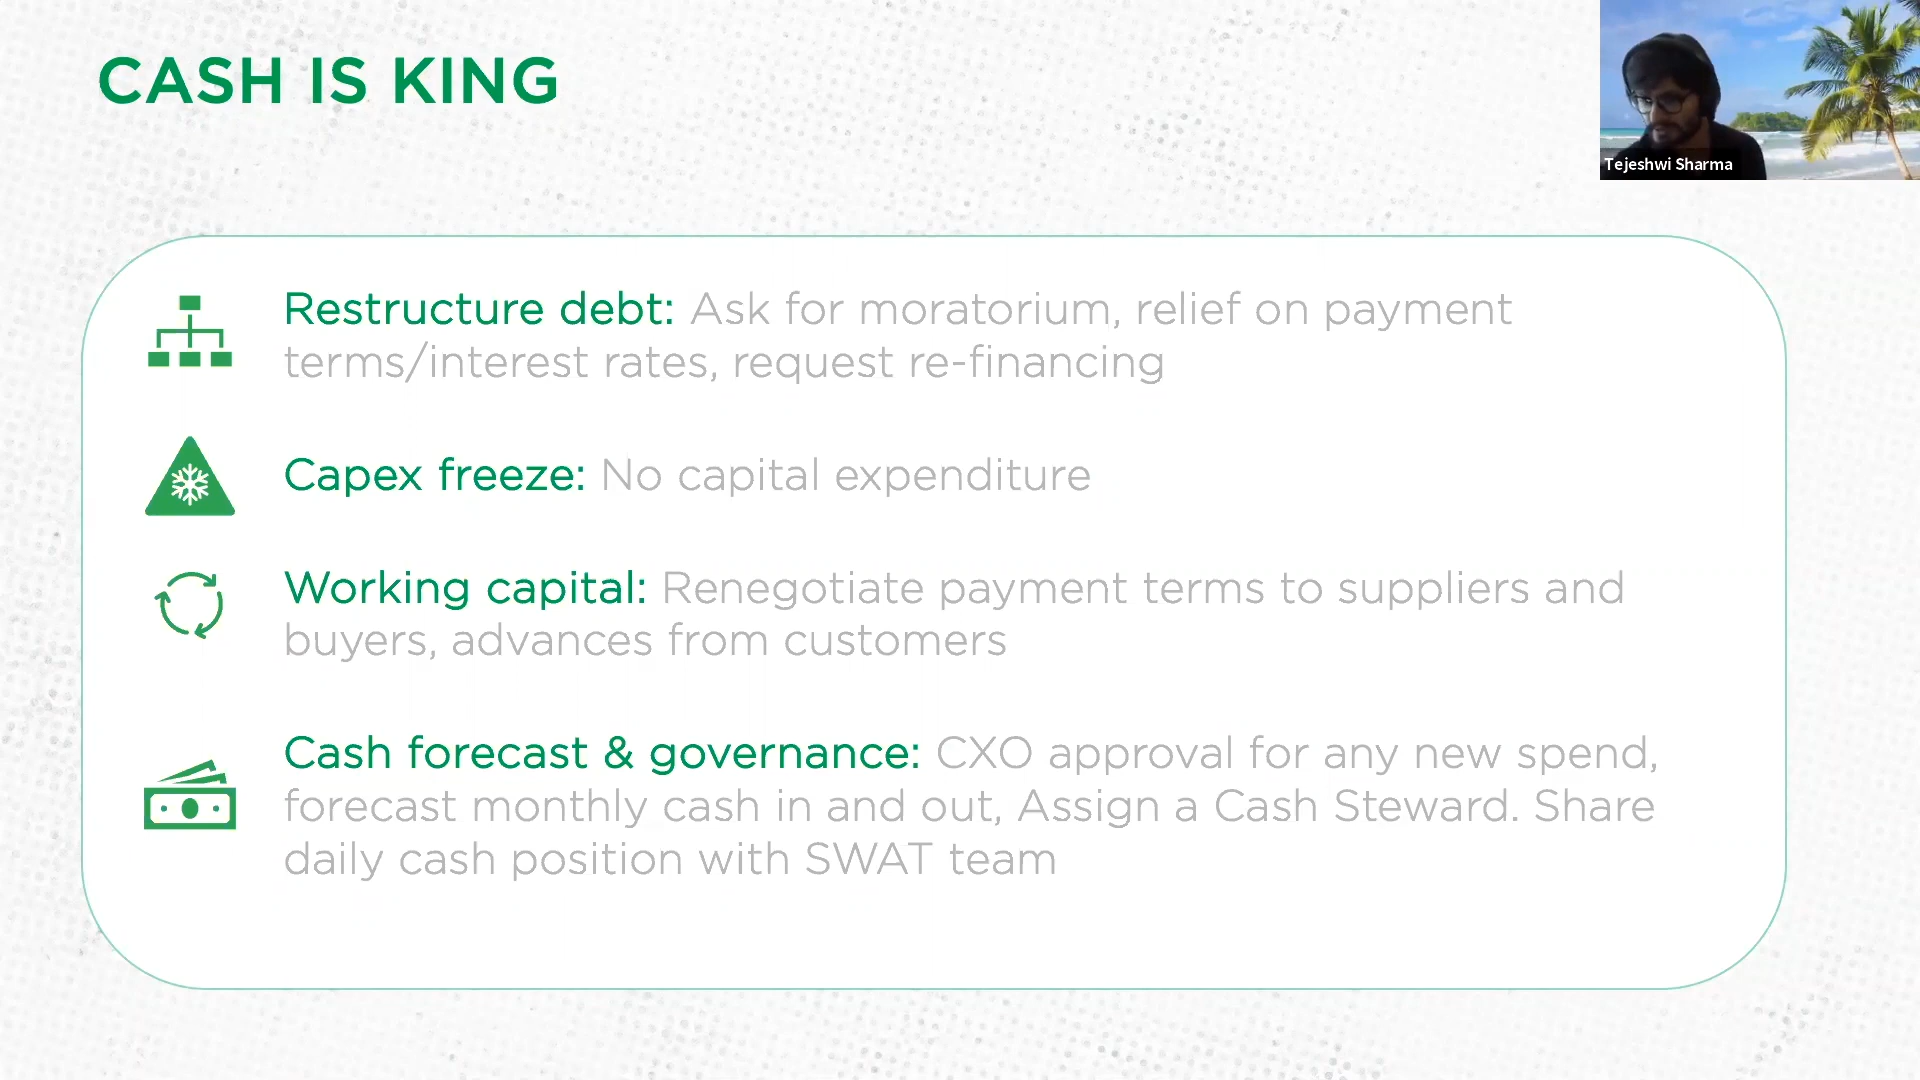 CASH IS KING
Tejeshwi Sharma
Restructure debt: Ask for moratorium, relief on payment
terms/interest rates, request re-financing
Capex freeze: No capital expenditure
Working capital: Renegotiate payment terms to suppliers and
buyers, advances from customers
Cash forecast & governance: CXO approval for any new spend,
forecast monthly cash in and out, Assign a Cash Steward. Share
daily cash position with SWAT team